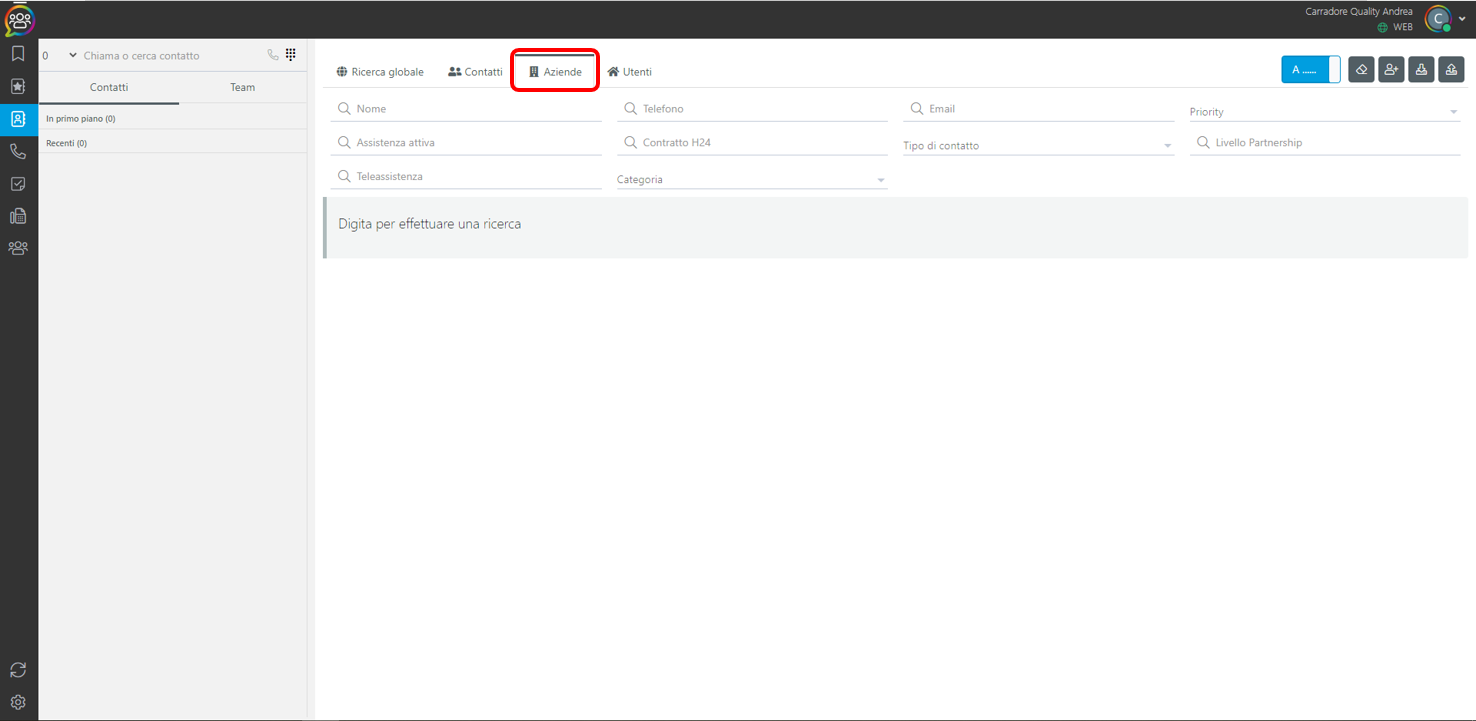 Carradore Quality Andrea
WEB
C
0 Chiama o cerca contatto
Contatti Team
In primo piano (0)
Recenti (0)
Ricerca globale Contatti Aziende Utenti
A ......
Nome Telefono Email Priority
Assistenza attiva Contratto H24 Tipo di contatto Livello Partnership
Teleassistenza Categoria
Digita per effettuare una ricerca